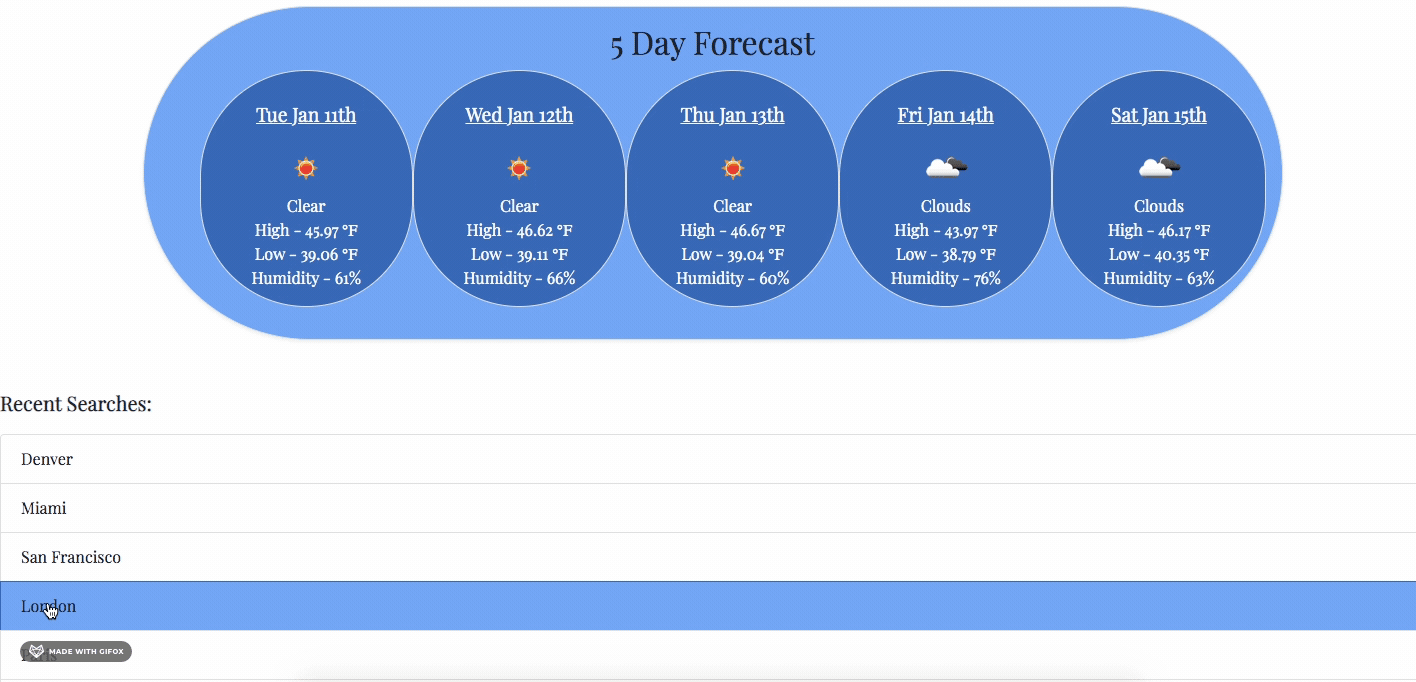 5 Day Forecast
Tue Jan 11th
Clear
High - 45.97 °F
Low - 39.06 °F
Humidity - 61%
Wed Jan 12th
Clear
High - 46.62 °F
Low - 39.11 °F
Humidity - 66%
Thu Jan 13th
Clear
High - 46.67 °F
Low - 39.04 °F
Humidity - 60%
Fri Jan 14th
Clouds
High - 43.97 °F
Low - 38.79 °F
Humidity - 76%
Sat Jan 15th
Clouds
High - 46.17 °F
Low - 40.35 °F
Humidity - 63%
Recent Searches:
Denver
Miami
San Francisco
London
MADE WITH GIFOX